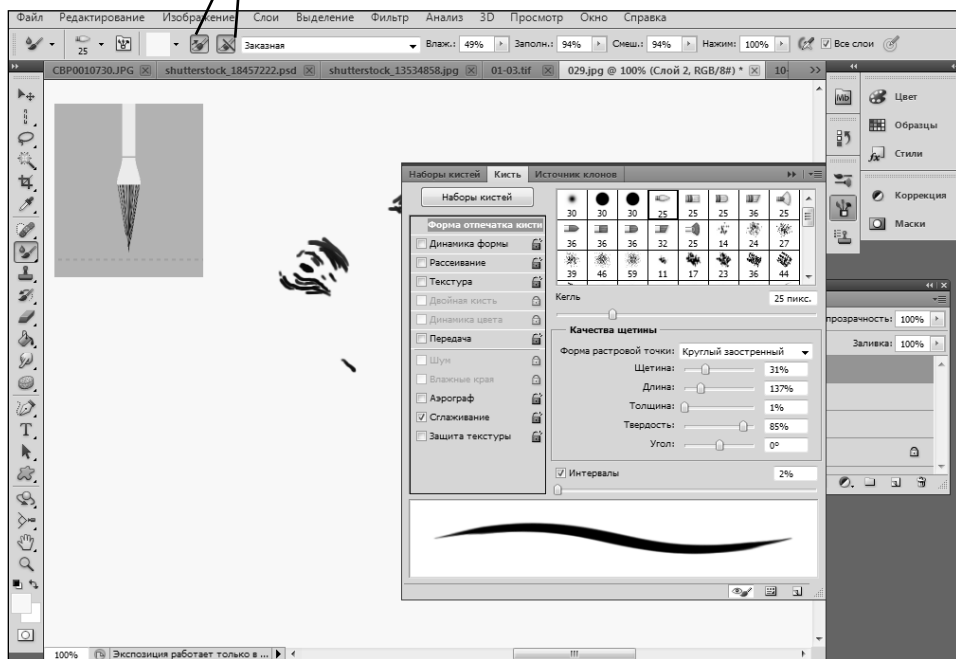 Файл Редактирование Изображение Слои Выделение Фильтр Анализ 3D Просмотр Окно Справка
25 Заказная Влаж.: 49% Заполн.: 94% Смеш.: 94% Нажим: 100% Все слои
CBP0010730.JPG shutterstock_18457222.psd shutterstock_13534858.jpg 01-03.tif 029.jpg @ 100% (Слой 2, RGB/8#) * 10-
Mb Цвет
Образцы
Стили
Коррекция
Маски
Наборы кистей Кисть Источник клонов
Наборы кистей
30 30 30 25 25 25 36 25
Форма отпечатка кисти
36 36 36 32 25 14 24 27
Динамика формы
Рассеивание
39 46 59 11 17 23 36 44
Текстура
Двойная кисть
Кегль 25 пикс.
Динамика цвета
Передача
Качества щетины
Форма растровой точки: Круглый заостренный
Шум
Щетина: 31%
Влажные края
Длина: 137%
Аэрограф
Толщина: 1%
Сглаживание
Твердость: 85%
Защита текстуры
Угол: 0º
Интервалы 2%
прозрачность: 100%
Заливка: 100%
100% Экспозиция работает только в ...